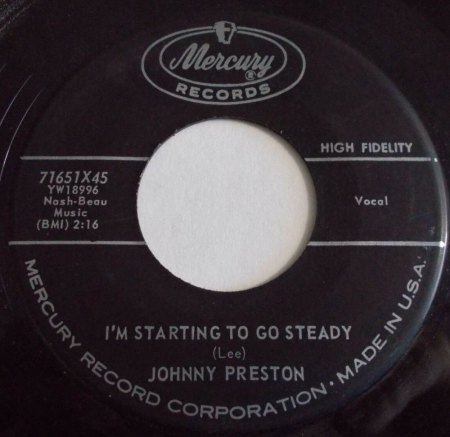 Mercury
®
RECORDS
HIGH FIDELITY
71651X45
YW18996
Nash-Beau
Music
(BMI) 2:16
Vocal
I'M STARTING TO GO STEADY
(Lee)
JOHNNY PRESTON
MERCURY RECORD CORPORATION • MADE IN U.S.A.